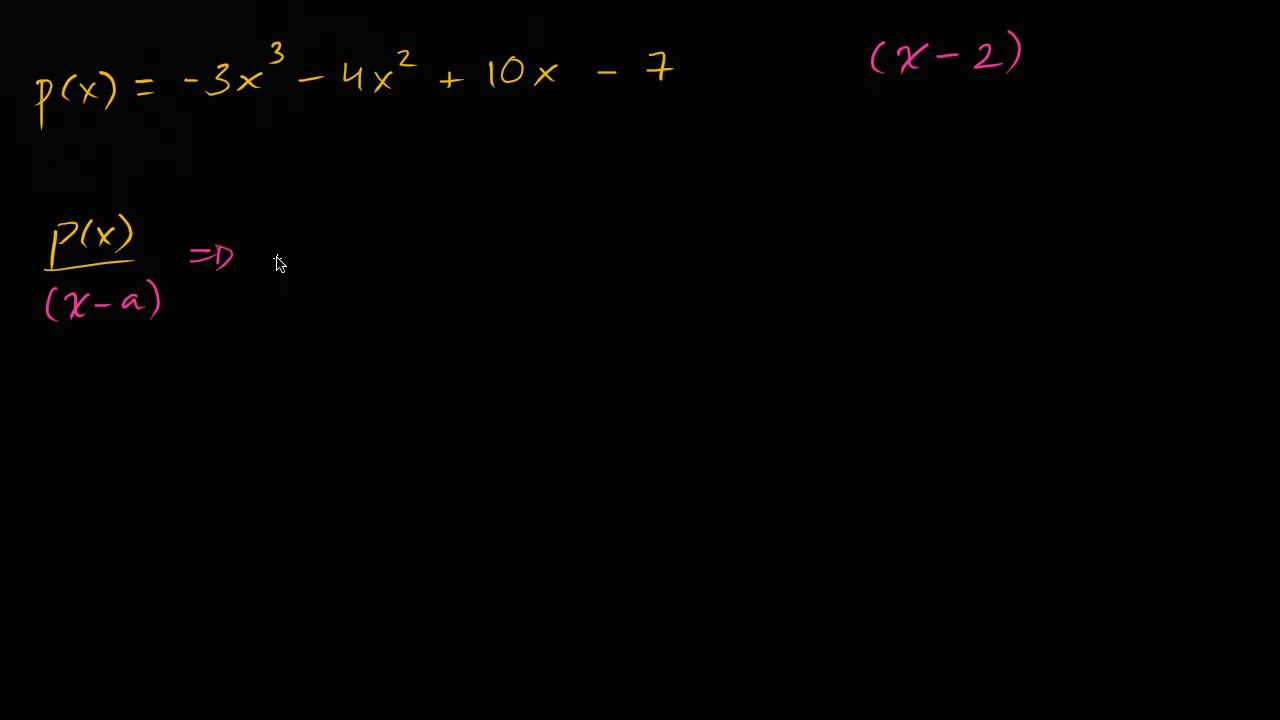 p(x) = -3x³ - 4x² + 10x - 7 (x - 2)
P(x)
(x - a) ⇒